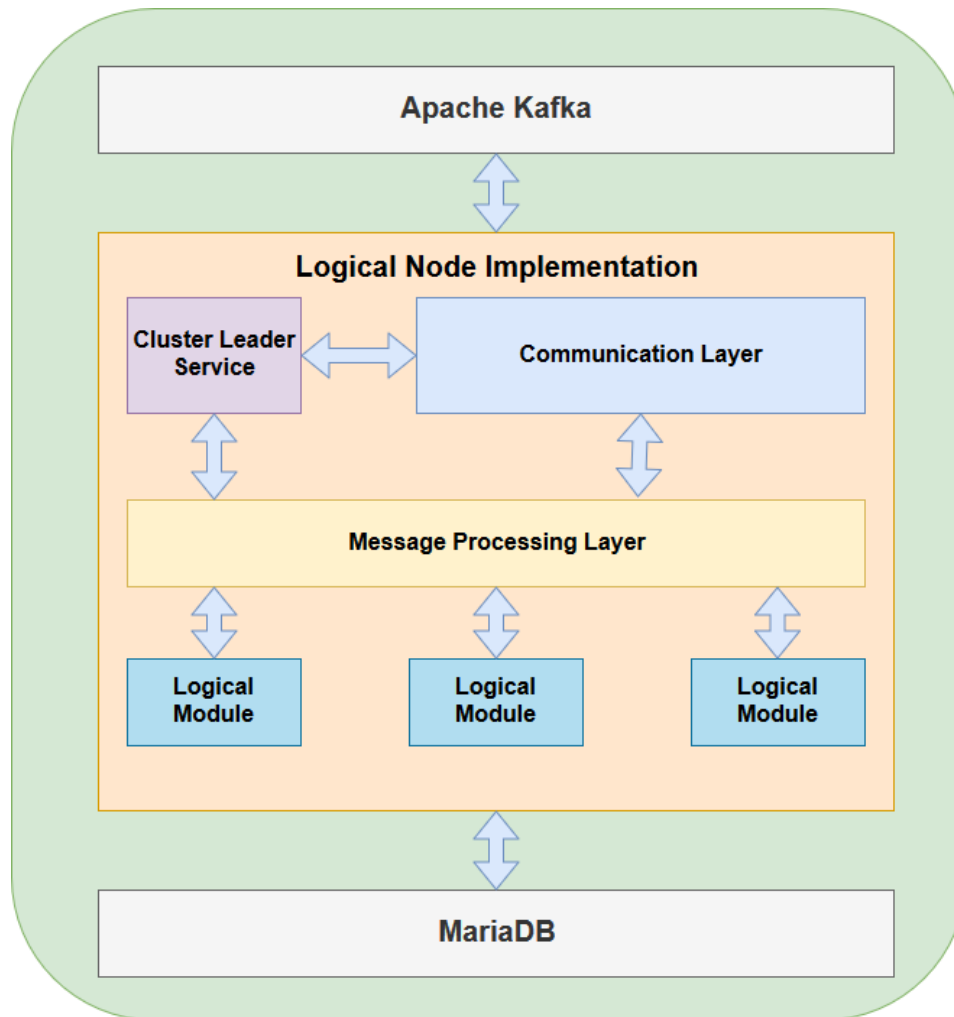 Apache Kafka
Logical Node Implementation
Cluster Leader
Service
Communication Layer
Message Processing Layer
Logical
Module
Logical
Module
Logical
Module
MariaDB